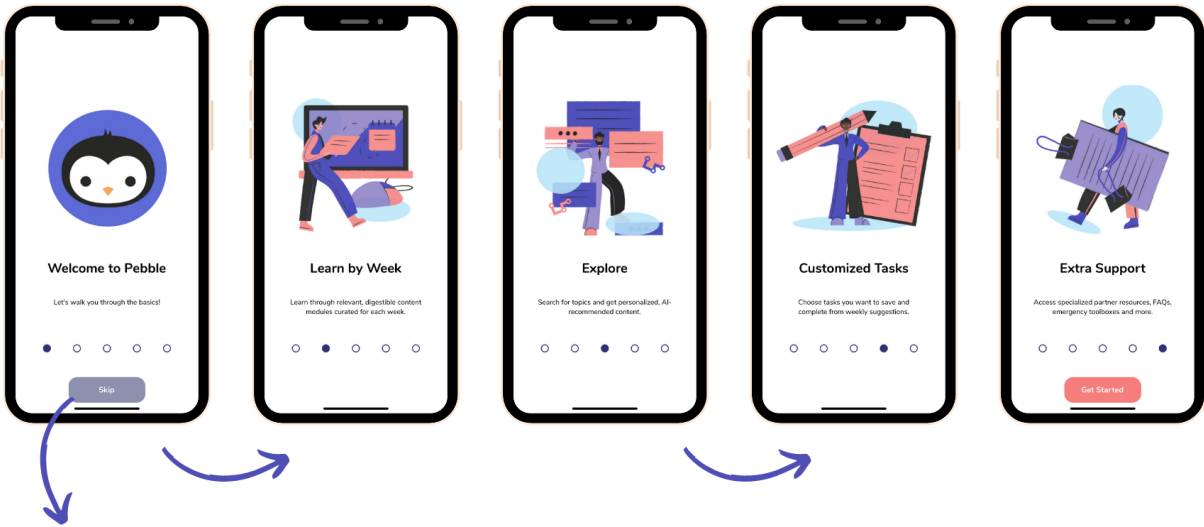 Welcome to Pebble
Let's walk you through the basics!
Skip
Learn by Week
Learn through relevant, digestible content
modules curated for each week.
Explore
Search for topics and get personalized, AI-
recommended content.
Customized Tasks
Choose tasks you want to save and
complete from weekly suggestions.
Extra Support
Access specialized partner resources, FAQs,
emergency toolboxes and more.
Get Started